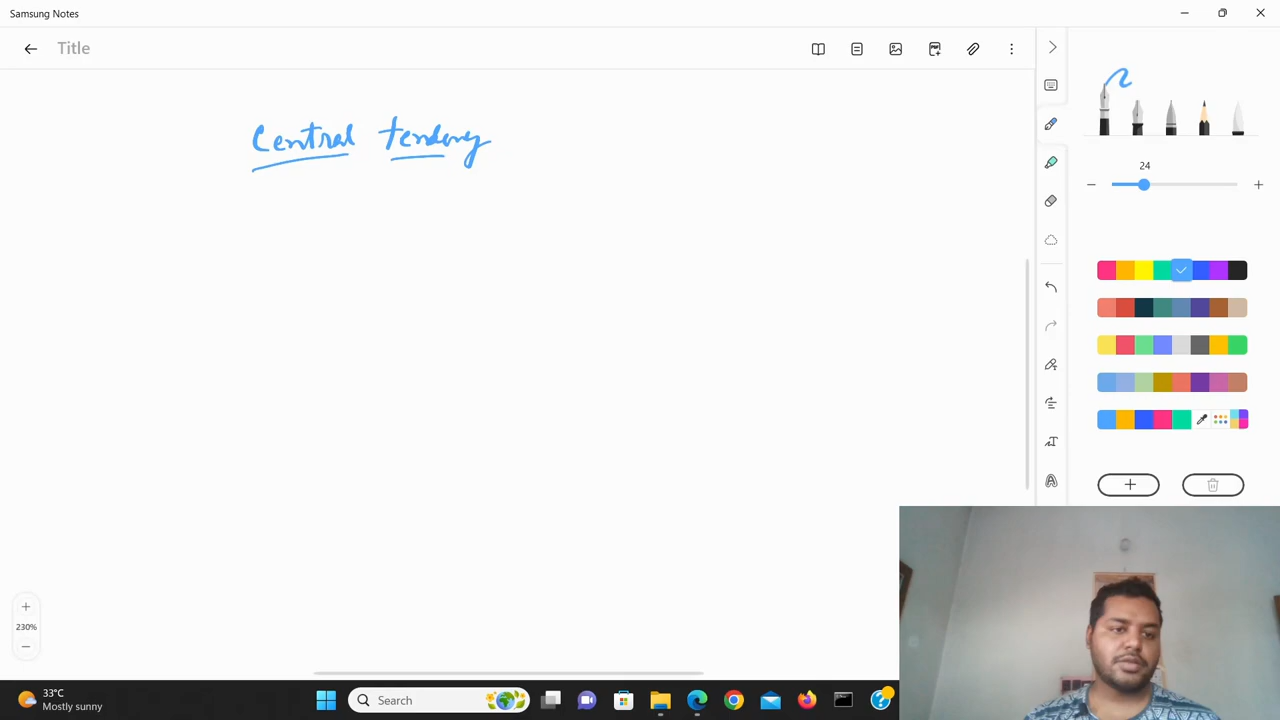 Samsung Notes
Title
Central tendency
24
230%
33°C
Mostly sunny
Search